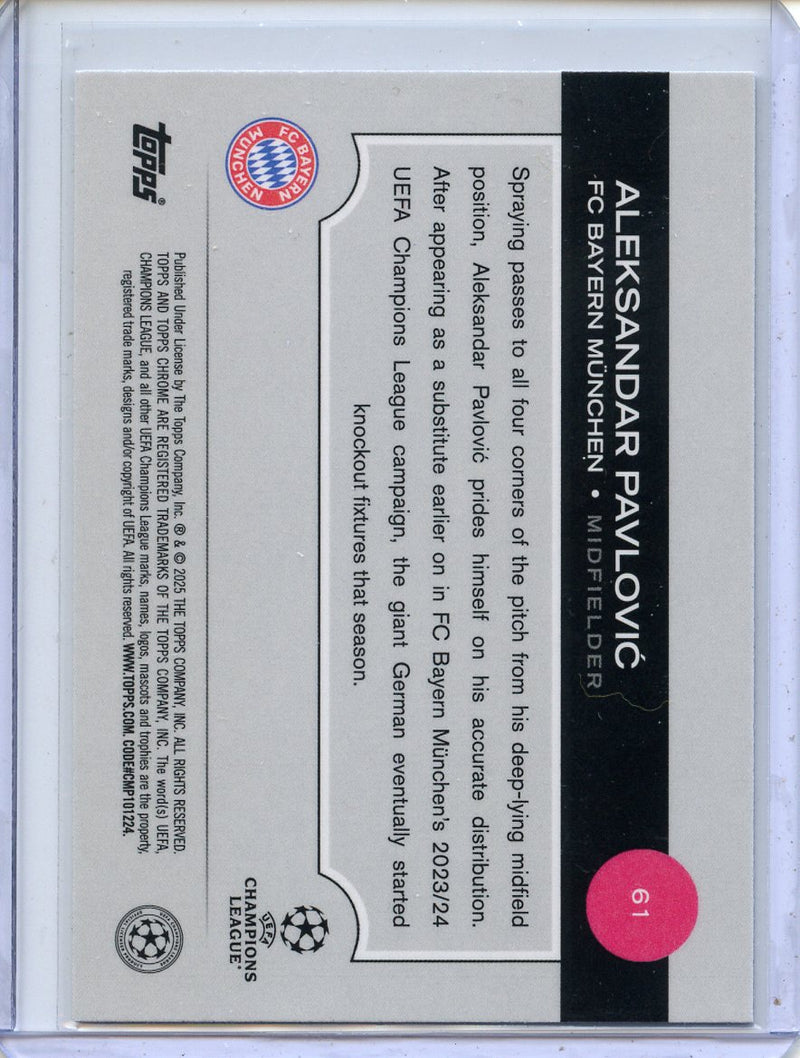 ALEKSANDAR PAVLOVIĆ
FC BAYERN MÜNCHEN • MIDFIELDER
61
Spraying passes to all four corners of the pitch from his deep-lying midfield
position, Aleksandar Pavlović prides himself on his accurate distribution.
After appearing as a substitute earlier on in FC Bayern München's 2023/24
UEFA Champions League campaign, the giant German eventually started
knockout fixtures that season.
FC BAYERN
MÜNCHEN
UEFA
CHAMPIONS
LEAGUE®
topps®
Published Under License by The Topps Company, Inc. ® & © 2025 THE TOPPS COMPANY, INC. ALL RIGHTS RESERVED.
TOPPS AND TOPPS CHROME ARE REGISTERED TRADEMARKS OF THE TOPPS COMPANY, INC. The word(s) UEFA,
CHAMPIONS LEAGUE, and all other UEFA Champions League marks, names, logos, mascots and trophies are the property,
registered trade marks, designs and/or copyright of UEFA. All rights reserved. WWW.TOPPS.COM. CODE#CMP101224.